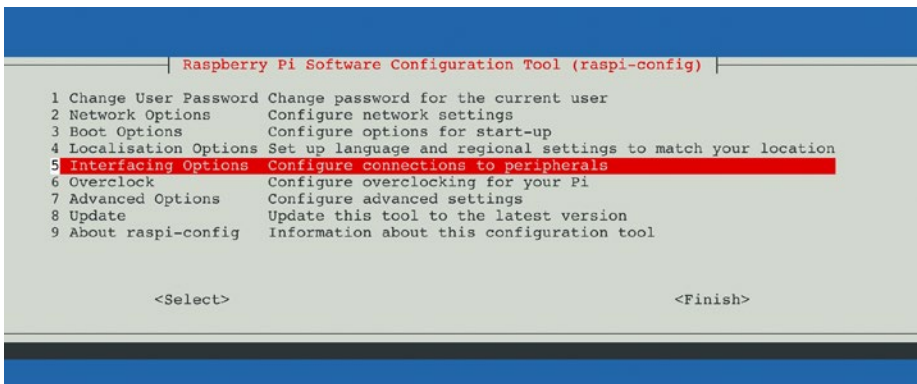 Raspberry Pi Software Configuration Tool (raspi-config)
1 Change User Password Change password for the current user
2 Network Options Configure network settings
3 Boot Options Configure options for start-up
4 Localisation Options Set up language and regional settings to match your location
5 Interfacing Options Configure connections to peripherals
6 Overclock Configure overclocking for your Pi
7 Advanced Options Configure advanced settings
8 Update Update this tool to the latest version
9 About raspi-config Information about this configuration tool
<Select> <Finish>